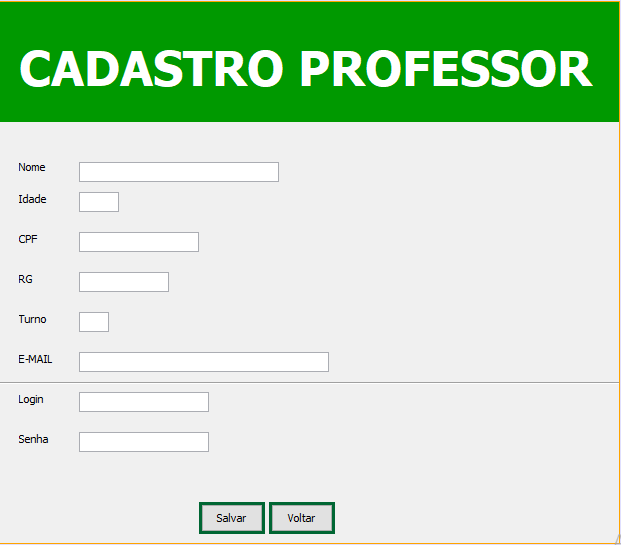 CADASTRO PROFESSOR
Nome
Idade
CPF
RG
Turno
E-MAIL
Login
Senha
Salvar Voltar